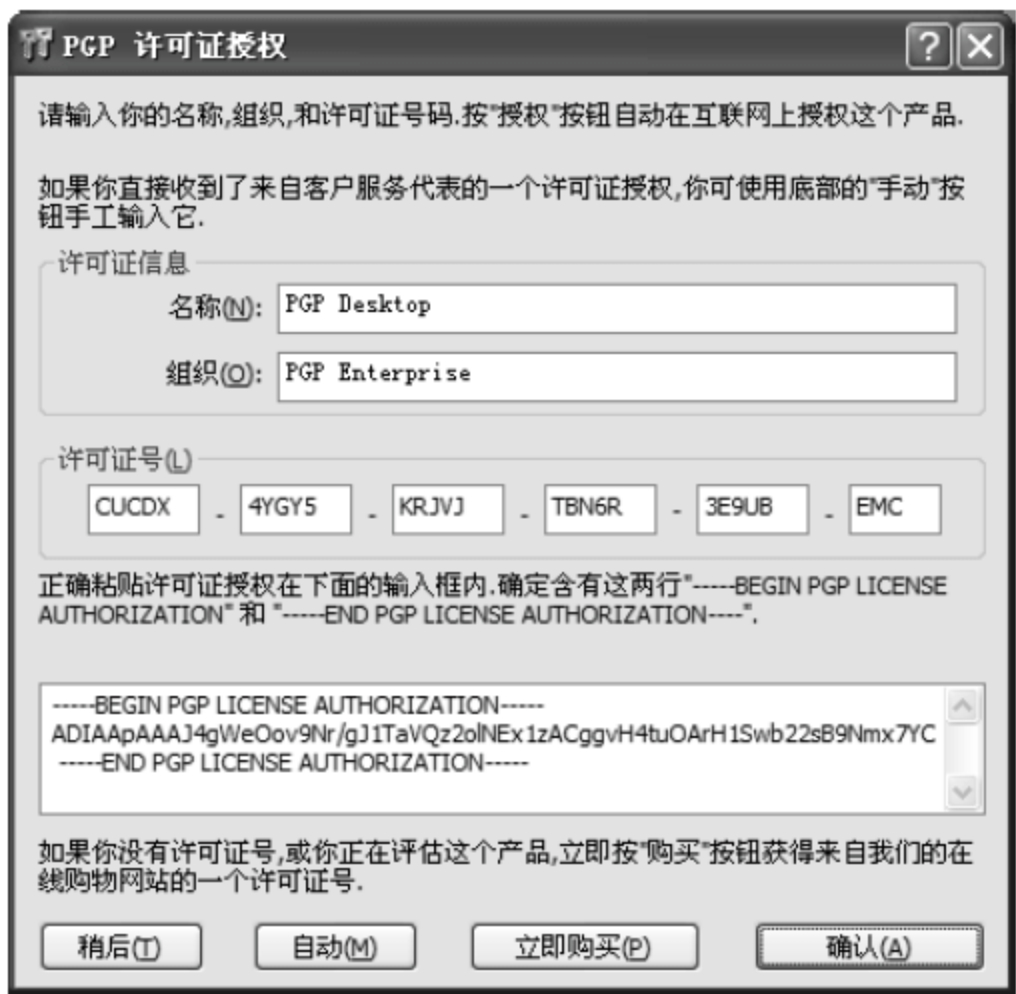 PGP 许可证授权
请输入你的名称,组织,和许可证号码.按"授权"按钮自动在互联网上授权这个产品.
如果你直接收到了来自客户服务代表的一个许可证授权,你可使用底部的"手动"按
钮手工输入它.
许可证信息
名称(N): PGP Desktop
组织(O): PGP Enterprise
许可证号(L)
CUCDX - 4YGY5 - KRJVJ - TBN6R - 3E9UB - EMC
正确粘贴许可证授权在下面的输入框内.确定含有这两行"-----BEGIN PGP LICENSE
AUTHORIZATION" 和 "-----END PGP LICENSE AUTHORIZATION----".
-----BEGIN PGP LICENSE AUTHORIZATION-----
ADIAApAAAJ4gWeOov9Nr/gJ1TaVQz2olNEx1zACggvH4tuOArH1Swb22sB9Nmx7YC
-----END PGP LICENSE AUTHORIZATION-----
如果你没有许可证号,或你正在评估这个产品,立即按"购买"按钮获得来自我们的在
线购物网站的一个许可证号.
稍后(T) 自动(M) 立即购买(P) 确认(A)